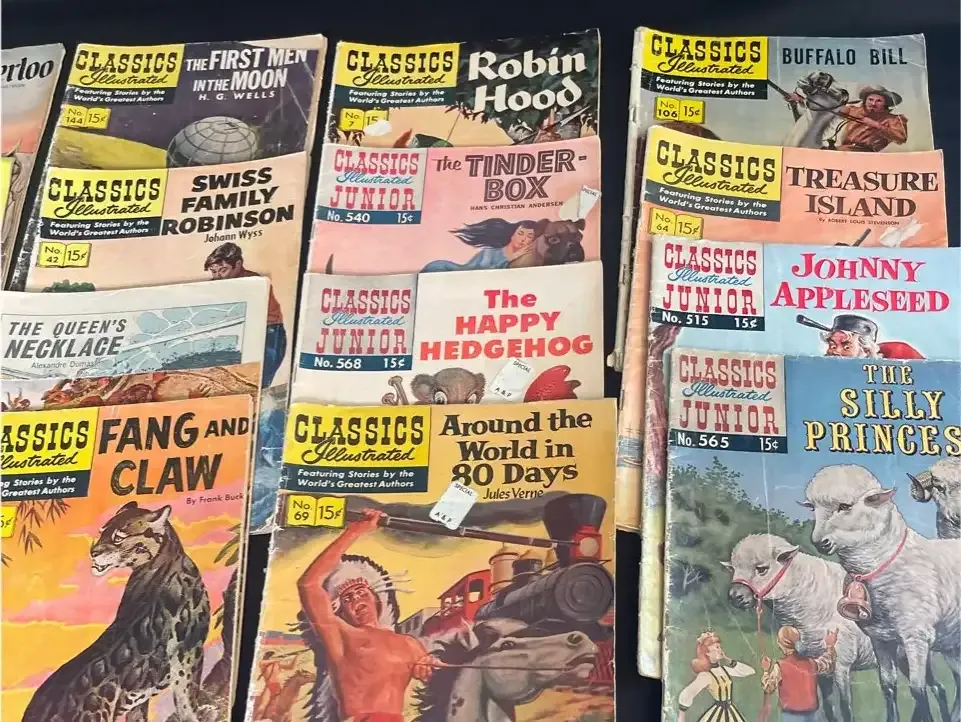 CLASSICS
Illustrated
Featuring Stories by the
World's Greatest Authors
No.
144
15¢
THE FIRST MEN
IN THE MOON
H. G. WELLS
CLASSICS
Illustrated
Featuring Stories by the
World's Greatest Authors
No.
42
15¢
SWISS
FAMILY
ROBINSON
Johann Wyss
THE QUEEN'S
NECKLACE
Alexandre Dumas
Illustrated
Stories by the
Greatest Authors
FANG AND
CLAW
By Frank Buck
CLASSICS
Illustrated
Featuring Stories by the
World's Greatest Authors
No.
7
Robin
Hood
CLASSICS
Illustrated
JUNIOR
No. 540 15¢
THE TINDER-
BOX
HANS CHRISTIAN ANDERSEN
SPECIAL
CLASSICS
Illustrated
JUNIOR
No. 568 15¢
The
HAPPY
HEDGEHOG
SPECIAL
A & P
CLASSICS
Illustrated
Featuring Stories by the
World's Greatest Authors
No.
69
15¢
Around the
World in
80 Days
Jules Verne
SPECIAL
A & P
CLASSICS
Illustrated
Featuring Stories by the
World's Greatest Authors
No.
106
15¢
BUFFALO BILL
CLASSICS
Illustrated
Featuring Stories by the
World's Greatest Authors
No.
64
15¢
TREASURE
ISLAND
By ROBERT LOUIS STEVENSON
CLASSICS
Illustrated
JUNIOR
No. 515 15¢
JOHNNY
APPLESEED
CLASSICS
Illustrated
JUNIOR
No. 565 15¢
THE
SILLY
PRINCES